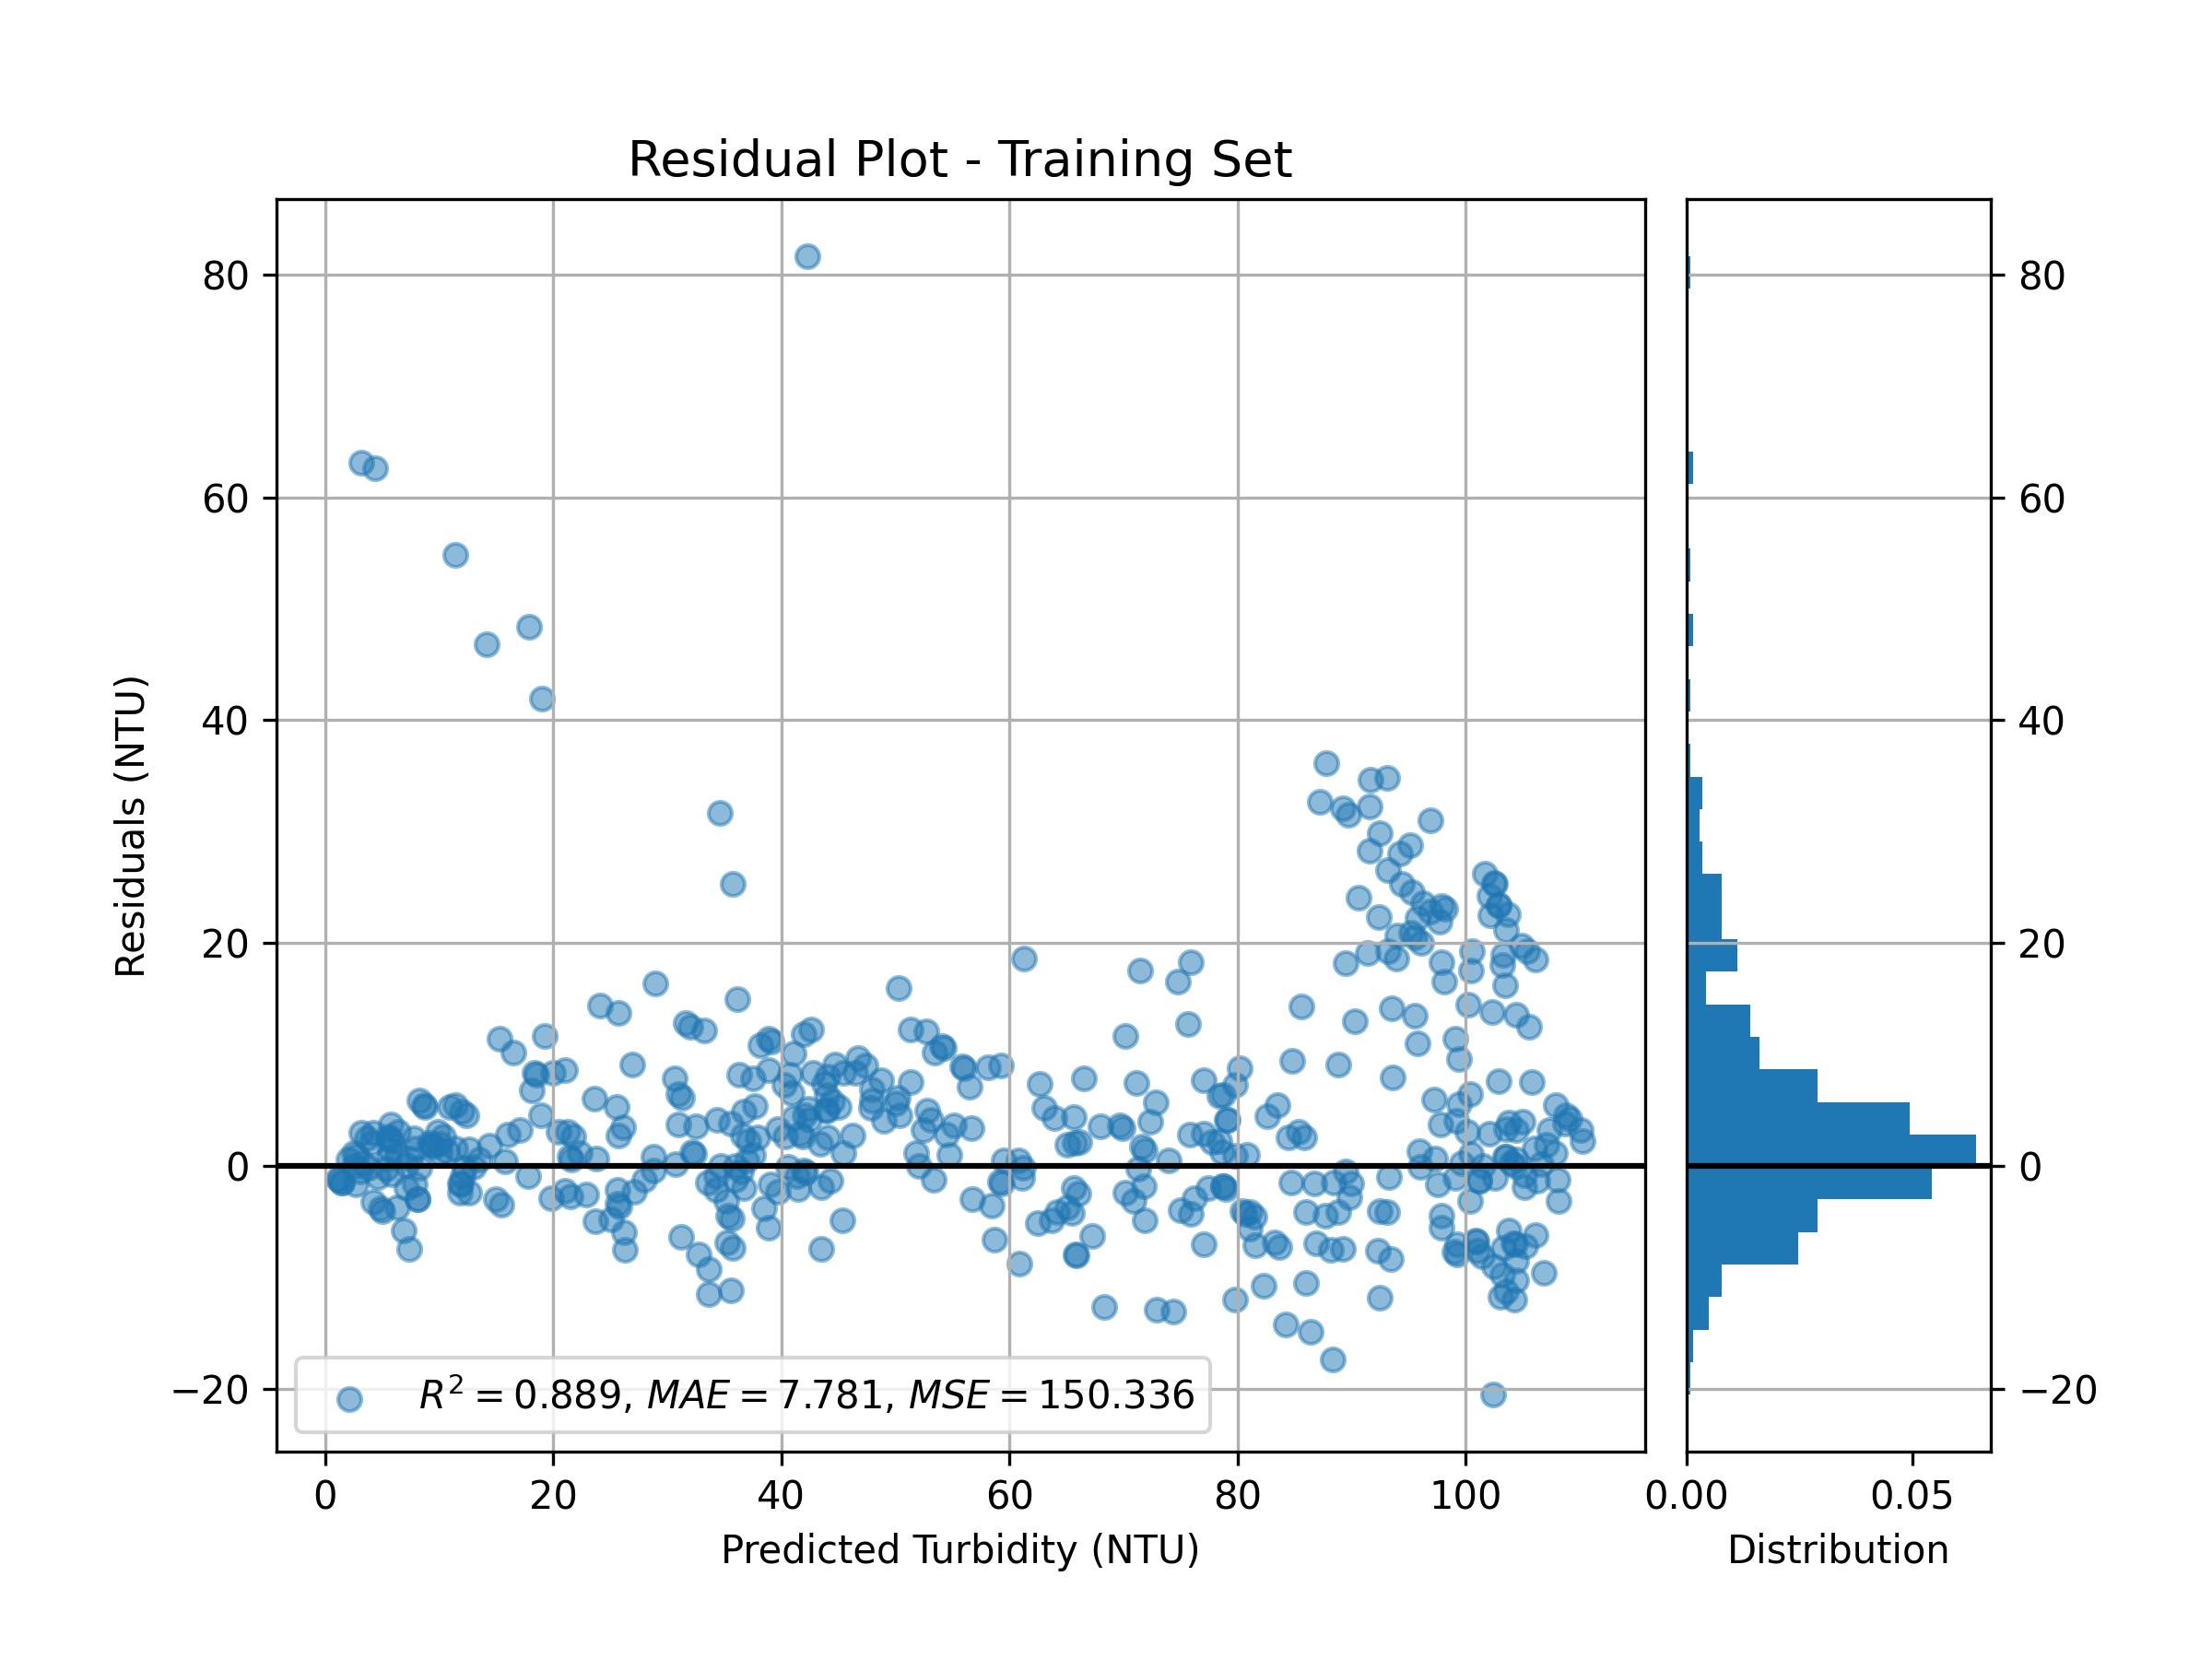 Residual Plot - Training Set
Residuals (NTU)
80
60
40
20
0
−20
R² = 0.889, MAE = 7.781, MSE = 150.336
0 20 40 60 80 100
Predicted Turbidity (NTU)
80
60
40
20
0
−20
0.00 0.05
Distribution